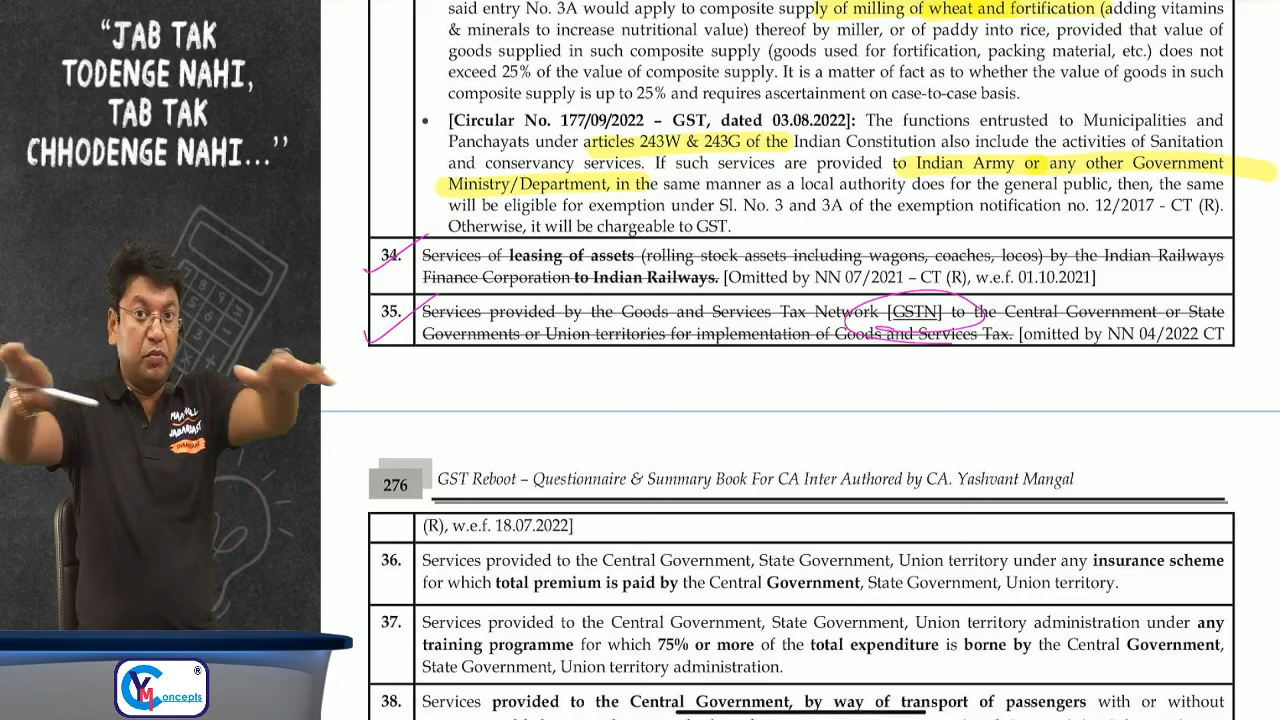 “JAB TAK
TODENGE NAHI,
TAB TAK
CHHODENGE NAHI...’’
said entry No. 3A would apply to composite supply of milling of wheat and fortification (adding vitamins
& minerals to increase nutritional value) thereof by miller, or of paddy into rice, provided that value of
goods supplied in such composite supply (goods used for fortification, packing material, etc.) does not
exceed 25% of the value of composite supply. It is a matter of fact as to whether the value of goods in such
composite supply is up to 25% and requires ascertainment on case-to-case basis.
• [Circular No. 177/09/2022 – GST, dated 03.08.2022]: The functions entrusted to Municipalities and
Panchayats under articles 243W & 243G of the Indian Constitution also include the activities of Sanitation
and conservancy services. If such services are provided to Indian Army or any other Government
Ministry/Department, in the same manner as a local authority does for the general public, then, the same
will be eligible for exemption under Sl. No. 3 and 3A of the exemption notification no. 12/2017 - CT (R).
Otherwise, it will be chargeable to GST.
34. Services of leasing of assets (rolling stock assets including wagons, coaches, locos) by the Indian Railways
Finance Corporation to Indian Railways. [Omitted by NN 07/2021 – CT (R), w.e.f. 01.10.2021]
35. Services provided by the Goods and Services Tax Network [GSTN] to the Central Government or State
Governments or Union territories for implementation of Goods and Services Tax. [omitted by NN 04/2022 CT
276 GST Reboot – Questionnaire & Summary Book For CA Inter Authored by CA. Yashvant Mangal
(R), w.e.f. 18.07.2022]
36. Services provided to the Central Government, State Government, Union territory under any insurance scheme
for which total premium is paid by the Central Government, State Government, Union territory.
37. Services provided to the Central Government, State Government, Union territory administration under any
training programme for which 75% or more of the total expenditure is borne by the Central Government,
State Government, Union territory administration.
38. Services provided to the Central Government, by way of transport of passengers with or without
YM Concepts ®